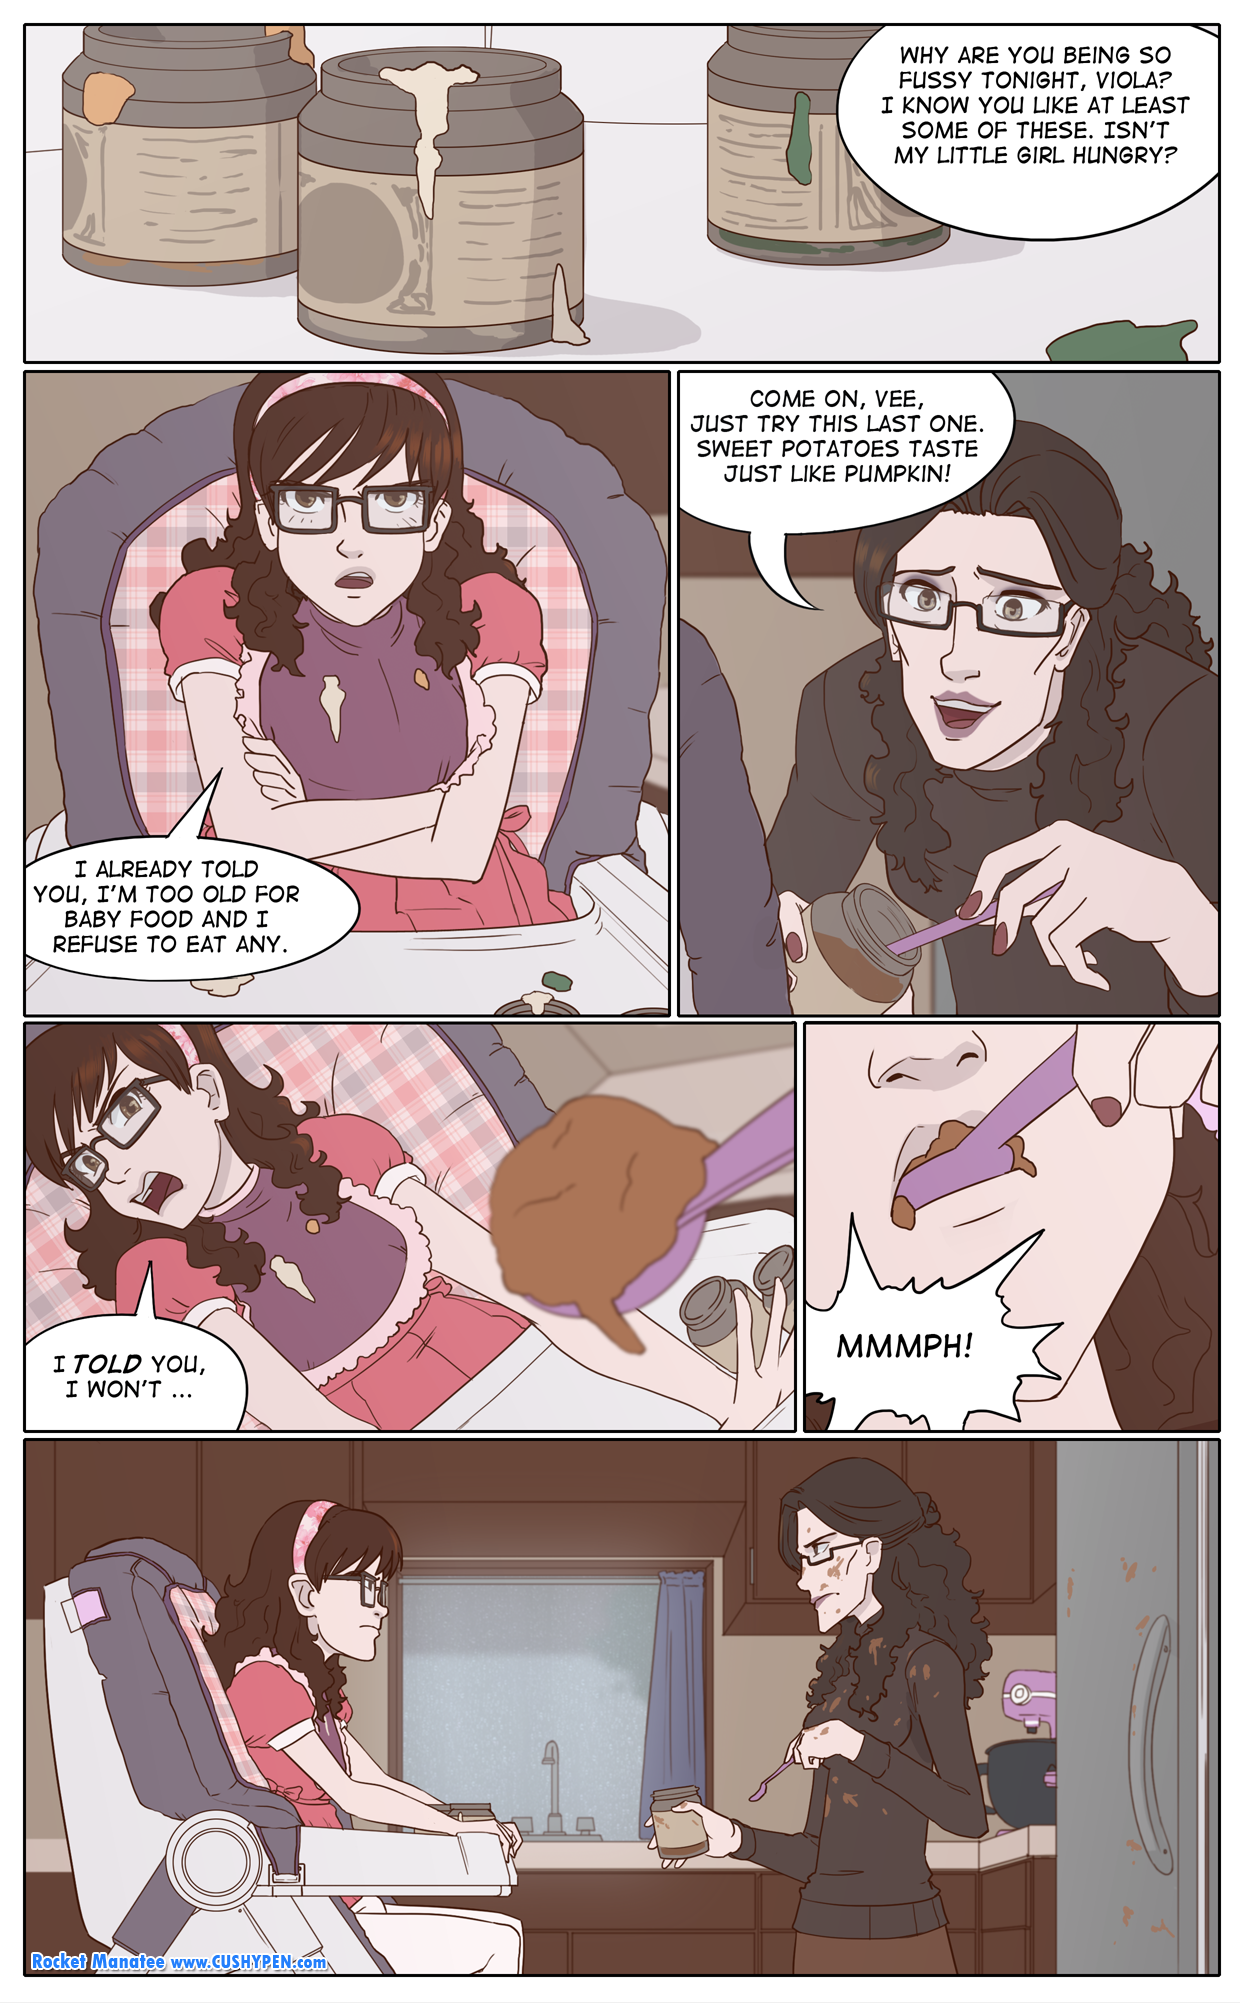 WHY ARE YOU BEING SO
FUSSY TONIGHT, VIOLA?
I KNOW YOU LIKE AT LEAST
SOME OF THESE. ISN'T
MY LITTLE GIRL HUNGRY?
I ALREADY TOLD
YOU, I'M TOO OLD FOR
BABY FOOD AND I
REFUSE TO EAT ANY.
COME ON, VEE,
JUST TRY THIS LAST ONE.
SWEET POTATOES TASTE
JUST LIKE PUMPKIN!
I TOLD YOU,
I WON'T ...
MMMPH!
Rocket Manatee www.CUSHYPEN.com